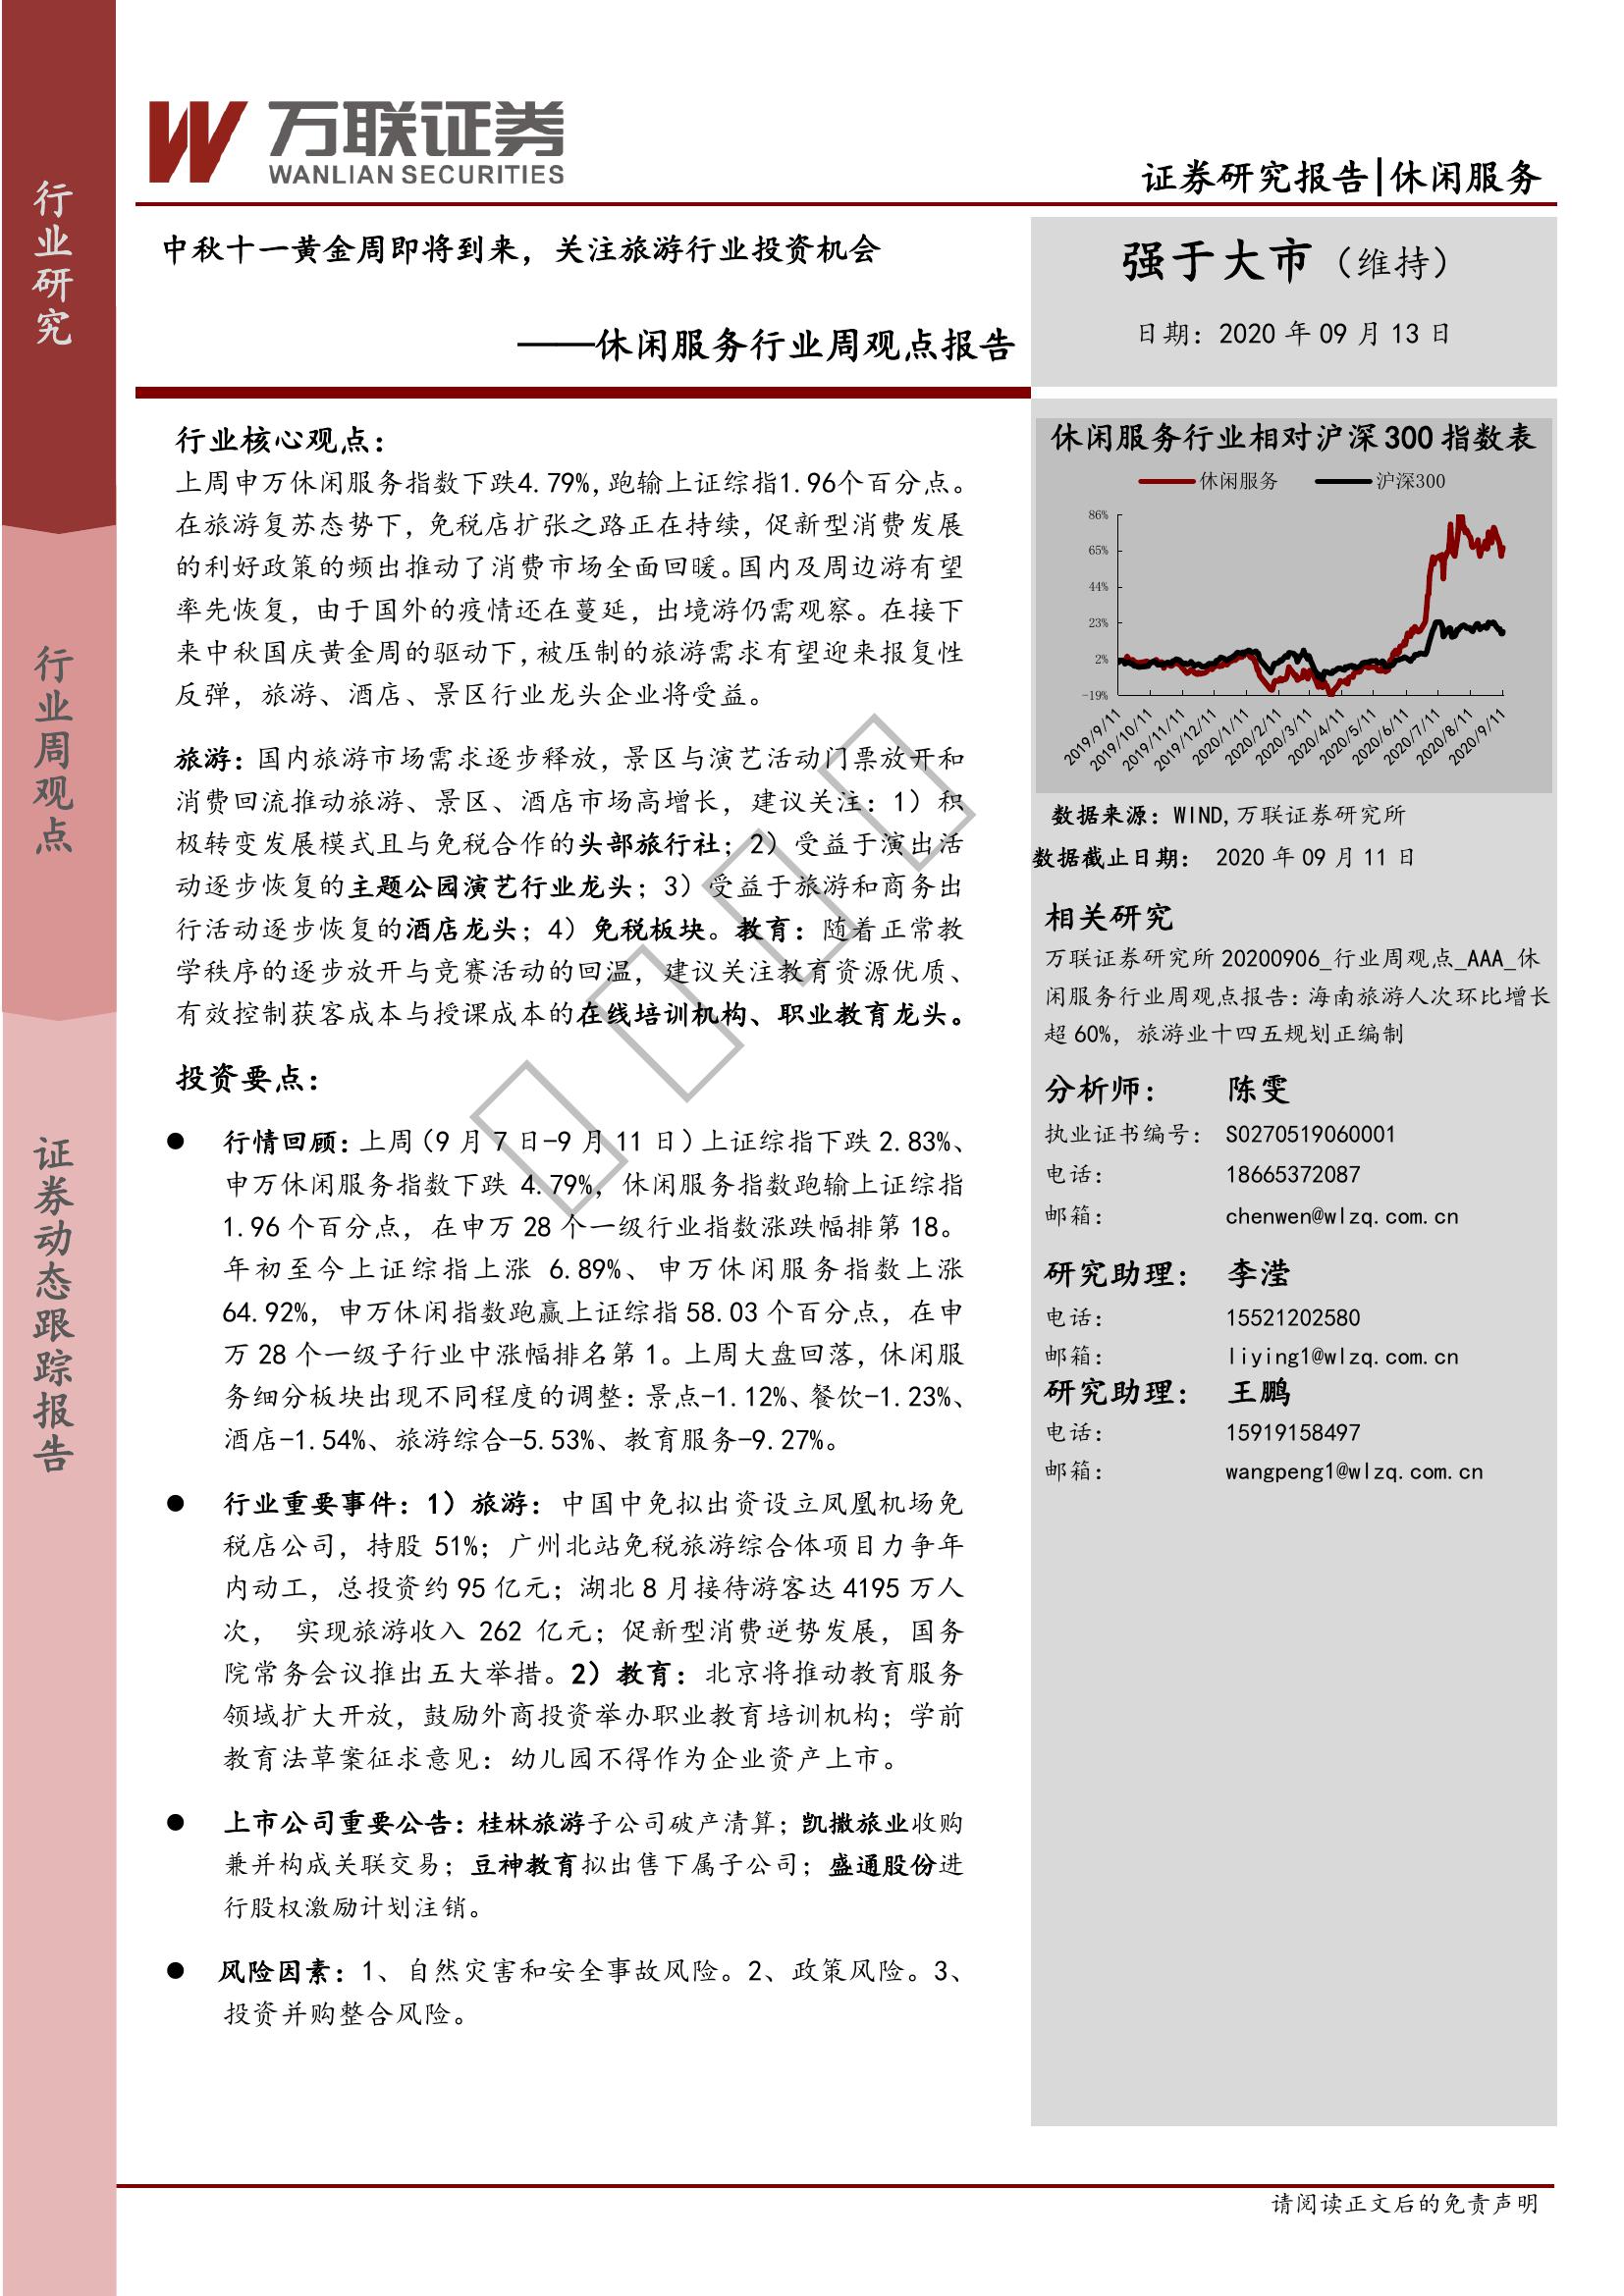 行业研究
行业周观点
证券动态跟踪报告
万联证券
WANLIAN SECURITIES
证券研究报告|休闲服务
中秋十一黄金周即将到来，关注旅游行业投资机会
——休闲服务行业周观点报告
强于大市（维持）
日期：2020 年 09 月 13 日
行业核心观点：
上周申万休闲服务指数下跌4.79%,跑输上证综指1.96个百分点。
在旅游复苏态势下，免税店扩张之路正在持续，促新型消费发展
的利好政策的频出推动了消费市场全面回暖。国内及周边游有望
率先恢复，由于国外的疫情还在蔓延，出境游仍需观察。在接下
来中秋国庆黄金周的驱动下,被压制的旅游需求有望迎来报复性
反弹，旅游、酒店、景区行业龙头企业将受益。
旅游：国内旅游市场需求逐步释放，景区与演艺活动门票放开和
消费回流推动旅游、景区、酒店市场高增长，建议关注：1）积
极转变发展模式且与免税合作的头部旅行社；2）受益于演出活
动逐步恢复的主题公园演艺行业龙头；3）受益于旅游和商务出
行活动逐步恢复的酒店龙头；4）免税板块。教育：随着正常教
学秩序的逐步放开与竞赛活动的回温，建议关注教育资源优质、
有效控制获客成本与授课成本的在线培训机构、职业教育龙头。
投资要点：
● 行情回顾：上周（9 月 7 日-9 月 11 日）上证综指下跌 2.83%、
申万休闲服务指数下跌 4.79%，休闲服务指数跑输上证综指
1.96 个百分点，在申万 28 个一级行业指数涨跌幅排第 18。
年初至今上证综指上涨 6.89%、申万休闲服务指数上涨
64.92%，申万休闲指数跑赢上证综指 58.03 个百分点，在申
万 28 个一级子行业中涨幅排名第 1。上周大盘回落，休闲服
务细分板块出现不同程度的调整：景点-1.12%、餐饮-1.23%、
酒店-1.54%、旅游综合-5.53%、教育服务-9.27%。
● 行业重要事件：1）旅游：中国中免拟出资设立凤凰机场免
税店公司，持股 51%；广州北站免税旅游综合体项目力争年
内动工，总投资约 95 亿元；湖北 8 月接待游客达 4195 万人
次， 实现旅游收入 262 亿元；促新型消费逆势发展，国务
院常务会议推出五大举措。2）教育：北京将推动教育服务
领域扩大开放，鼓励外商投资举办职业教育培训机构；学前
教育法草案征求意见：幼儿园不得作为企业资产上市。
● 上市公司重要公告：桂林旅游子公司破产清算；凯撒旅业收购
兼并构成关联交易；豆神教育拟出售下属子公司；盛通股份进
行股权激励计划注销。
● 风险因素：1、自然灾害和安全事故风险。2、政策风险。3、
投资并购整合风险。
休闲服务行业相对沪深 300 指数表
休闲服务 沪深300
86%
65%
44%
23%
2%
-19%
2019/9/11
2019/10/11
2019/11/11
2019/12/11
2020/1/11
2020/2/11
2020/3/11
2020/4/11
2020/5/11
2020/6/11
2020/7/11
2020/8/11
2020/9/11
数据来源：WIND,万联证券研究所
数据截止日期： 2020 年 09 月 11 日
相关研究
万联证券研究所 20200906_行业周观点_AAA_休
闲服务行业周观点报告：海南旅游人次环比增长
超 60%，旅游业十四五规划正编制
分析师： 陈雯
执业证书编号： S0270519060001
电话： 18665372087
邮箱： chenwen@wlzq.com.cn
研究助理： 李滢
电话： 15521202580
邮箱： liying1@wlzq.com.cn
研究助理： 王鹏
电话： 15919158497
邮箱： wangpeng1@wlzq.com.cn
请阅读正文后的免责声明